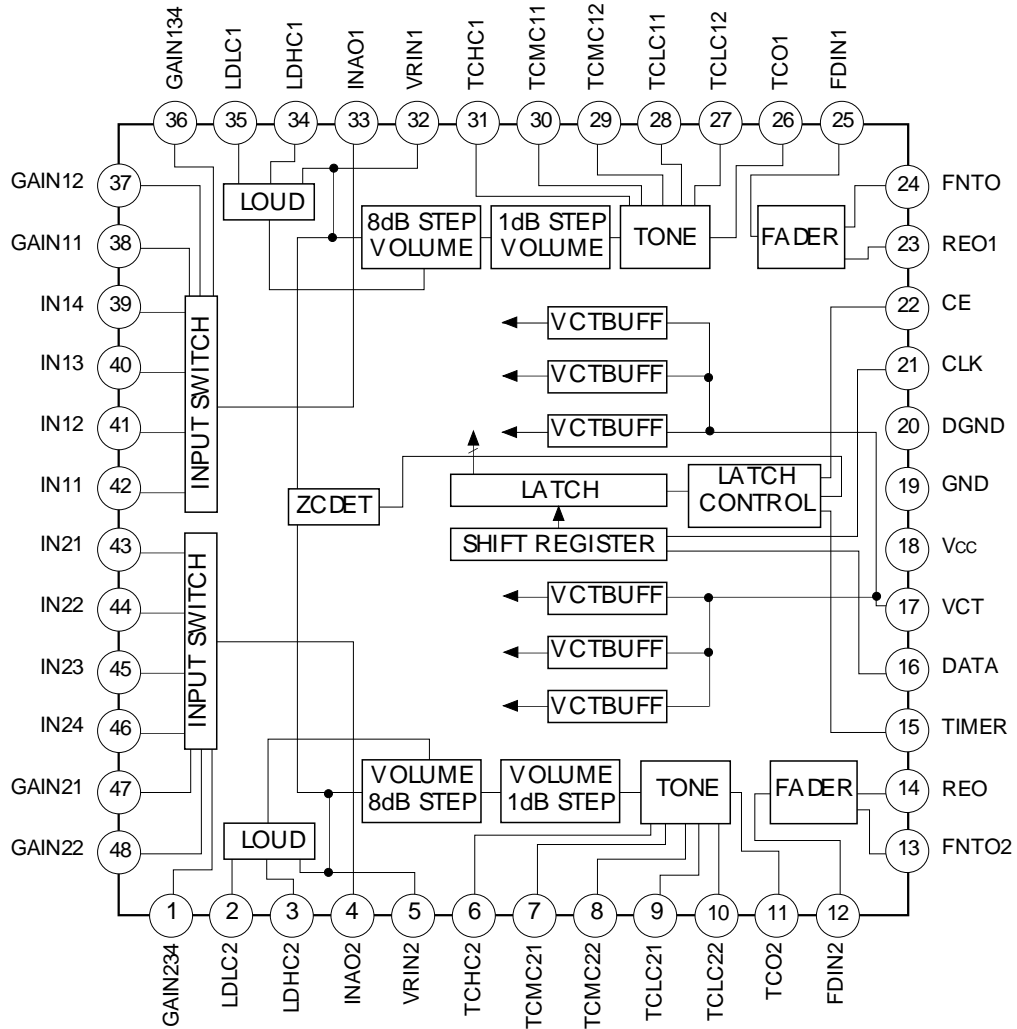 GAIN134
LDLC1
LDHC1
INAO1
VRIN1
TCHC1
TCMC11
TCMC12
TCLC11
TCLC12
TCO1
FDIN1
36
35
34
33
32
31
30
29
28
27
26
25
GAIN12
37
GAIN11
38
IN14
39
IN13
40
IN12
41
IN11
42
IN21
43
IN22
44
IN23
45
IN24
46
GAIN21
47
GAIN22
48
INPUT SWITCH
INPUT SWITCH
LOUD
8dB STEP
VOLUME
1dB STEP
VOLUME
TONE
FADER
VCTBUFF
VCTBUFF
VCTBUFF
ZCDET
LATCH
LATCH
CONTROL
SHIFT REGISTER
VCTBUFF
VCTBUFF
VCTBUFF
LOUD
VOLUME
8dB STEP
VOLUME
1dB STEP
TONE
FADER
24 FNTO
23 REO1
22 CE
21 CLK
20 DGND
19 GND
18 Vcc
17 VCT
16 DATA
15 TIMER
14 REO
13 FNTO2
1
2
3
4
5
6
7
8
9
10
11
12
GAIN234
LDLC2
LDHC2
INAO2
VRIN2
TCHC2
TCMC21
TCMC22
TCLC21
TCLC22
TCO2
FDIN2